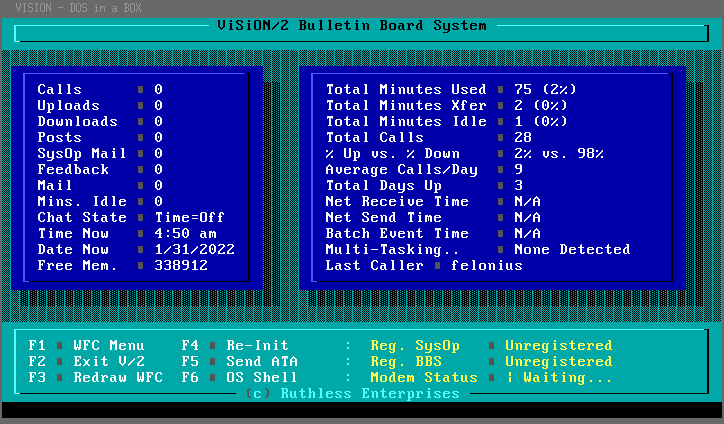 VISION - DOS in a BOX
ViSiON/2 Bulletin Board System
Calls 0
Uploads 0
Downloads 0
Posts 0
SysOp Mail 0
Feedback 0
Mail 0
Mins. Idle 0
Chat State Time=Off
Time Now 4:50 am
Date Now 1/31/2022
Free Mem. 338912
Total Minutes Used 75 (2%)
Total Minutes Xfer 2 (0%)
Total Minutes Idle 1 (0%)
Total Calls 28
% Up vs. % Down 2% vs. 98%
Average Calls/Day 9
Total Days Up 3
Net Receive Time N/A
Net Send Time N/A
Batch Event Time N/A
Multi-Tasking.. None Detected
Last Caller felonius
F1 WFC Menu F4 Re-Init : Reg. SysOp Unregistered
F2 Exit V/2 F5 Send ATA : Reg. BBS Unregistered
F3 Redraw WFC F6 OS Shell : Modem Status | Waiting...
(c) Ruthless Enterprises